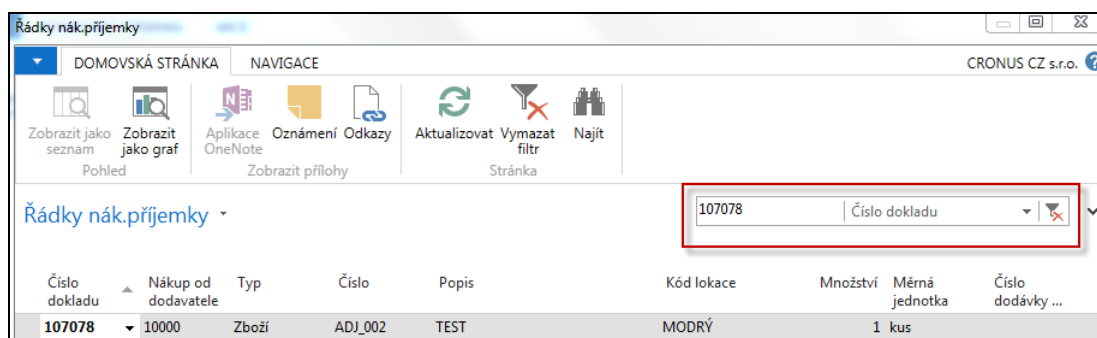 Řádky nák.příjemky
DOMOVSKÁ STRÁNKA NAVIGACE CRONUS CZ s.r.o. ?
Zobrazit jako seznam Zobrazit jako graf Aplikace OneNote Oznámení Odkazy Aktualizovat Vymazat filtr Najít
Pohled Zobrazit přílohy Stránka
Řádky nák.příjemky 107078 Číslo dokladu
Číslo dokladu Nákup od dodavatele Typ Číslo Popis Kód lokace Množství Měrná jednotka Číslo dodávky ...
107078 10000 Zboží ADJ_002 TEST MODRÝ 1 kus